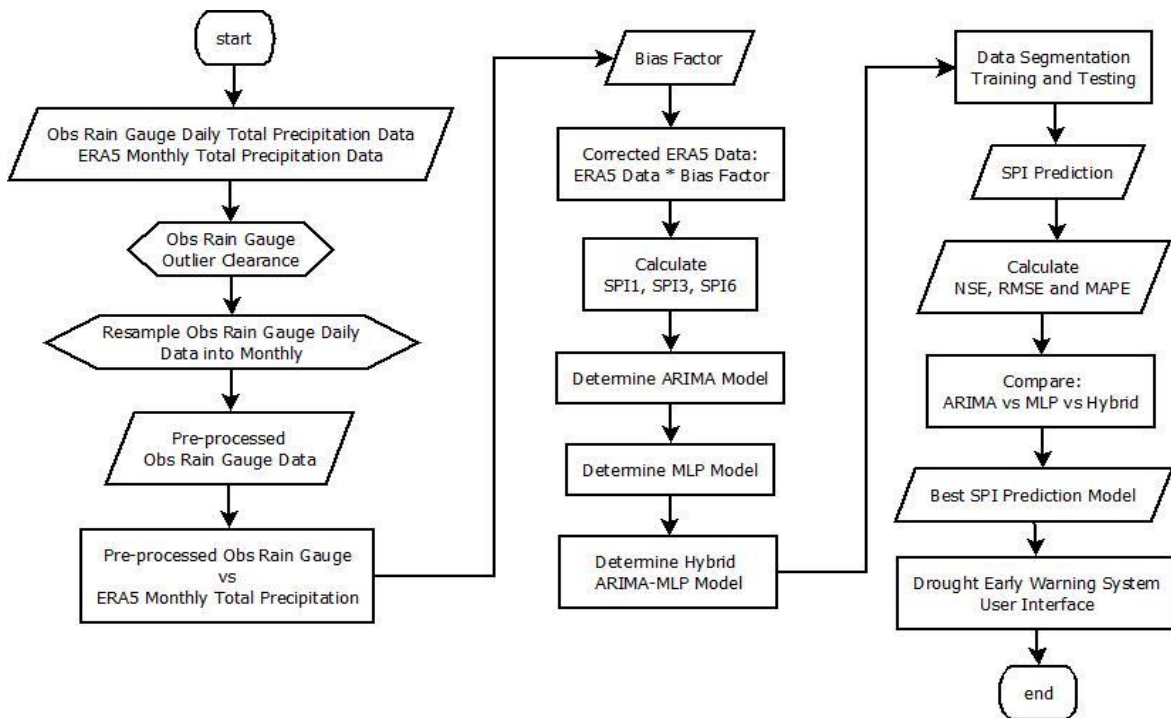 start
Obs Rain Gauge Daily Total Precipitation Data
ERA5 Monthly Total Precipitation Data
Obs Rain Gauge
Outlier Clearance
Resample Obs Rain Gauge Daily
Data into Monthly
Pre-processed
Obs Rain Gauge Data
Pre-processed Obs Rain Gauge
vs
ERA5 Monthly Total Precipitation
Bias Factor
Corrected ERA5 Data:
ERA5 Data * Bias Factor
Calculate
SPI1, SPI3, SPI6
Determine ARIMA Model
Determine MLP Model
Determine Hybrid
ARIMA-MLP Model
Data Segmentation
Training and Testing
SPI Prediction
Calculate
NSE, RMSE and MAPE
Compare:
ARIMA vs MLP vs Hybrid
Best SPI Prediction Model
Drought Early Warning System
User Interface
end